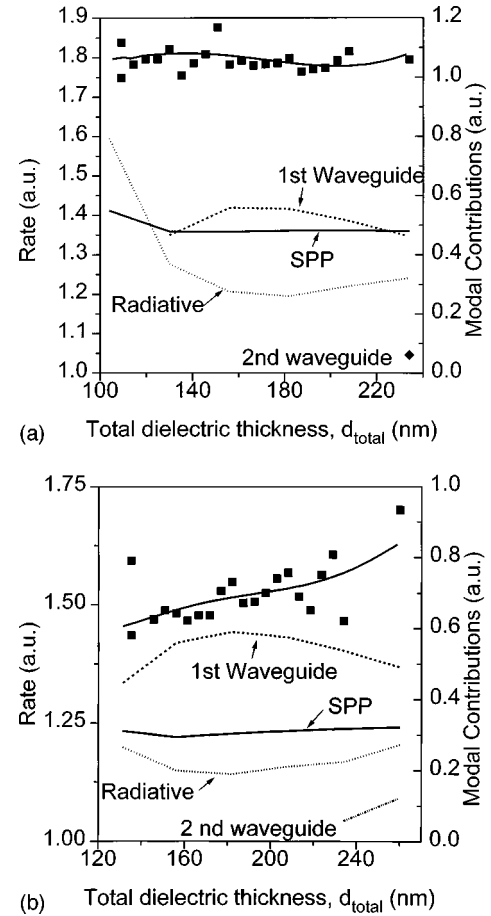 1.9
1.8
1.7
1.6
1.5
1.4
1.3
1.2
1.1
1.0
Rate (a.u.)
1.2
1.0
0.8
0.6
0.4
0.2
0.0
Modal Contributions (a.u.)
1st Waveguide
SPP
Radiative
2nd waveguide
100 140 180 220
(a) Total dielectric thickness, d_total (nm)
1.75
1.50
1.25
1.00
Rate (a.u.)
1.0
0.8
0.6
0.4
0.2
0.0
Modal Contributions (a.u.)
1st Waveguide
SPP
Radiative
2 nd waveguide
120 160 200 240
(b) Total dielectric thickness, d_total (nm)